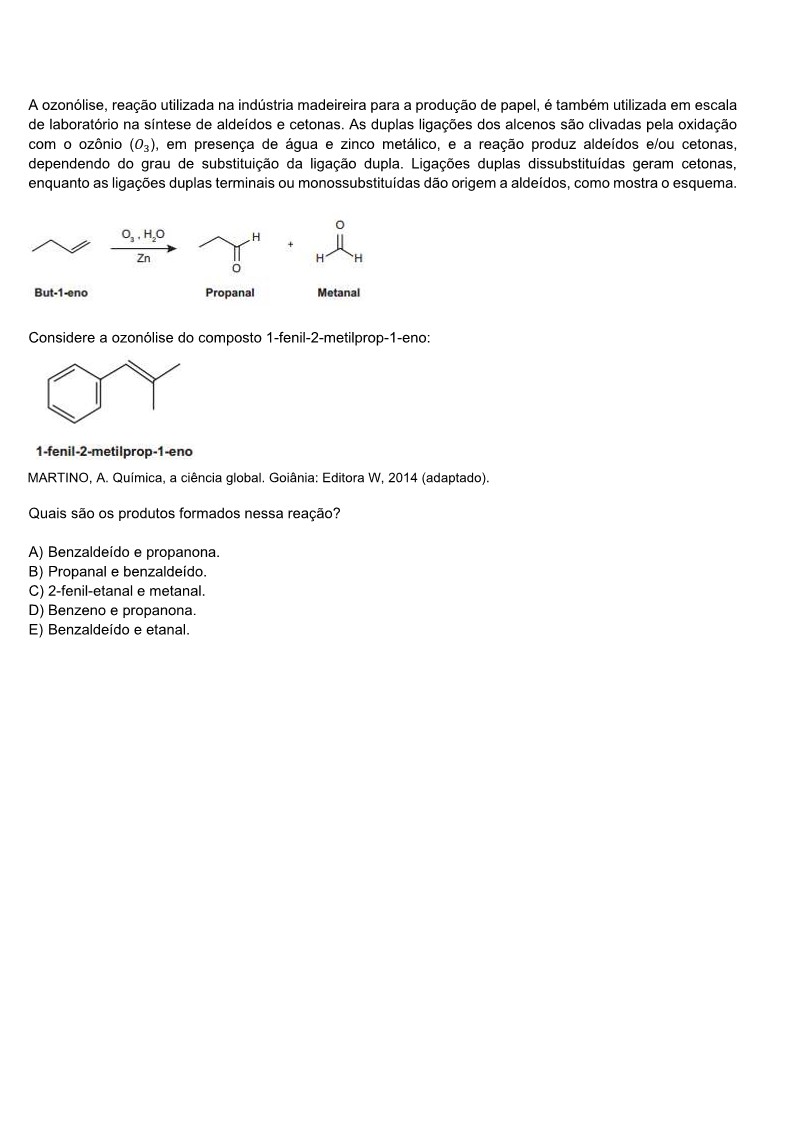 A ozonólise, reação utilizada na indústria madeireira para a produção de papel, é também utilizada em escala
de laboratório na síntese de aldeídos e cetonas. As duplas ligações dos alcenos são clivadas pela oxidação
com o ozônio (O₃), em presença de água e zinco metálico, e a reação produz aldeídos e/ou cetonas,
dependendo do grau de substituição da ligação dupla. Ligações duplas dissubstituídas geram cetonas,
enquanto as ligações duplas terminais ou monossubstituídas dão origem a aldeídos, como mostra o esquema.
O₃ , H₂O
Zn
H
O
+
O
H
H
But-1-eno
Propanal
Metanal
Considere a ozonólise do composto 1-fenil-2-metilprop-1-eno:
1-fenil-2-metilprop-1-eno
MARTINO, A. Química, a ciência global. Goiânia: Editora W, 2014 (adaptado).
Quais são os produtos formados nessa reação?
A) Benzaldeído e propanona.
B) Propanal e benzaldeído.
C) 2-fenil-etanal e metanal.
D) Benzeno e propanona.
E) Benzaldeído e etanal.